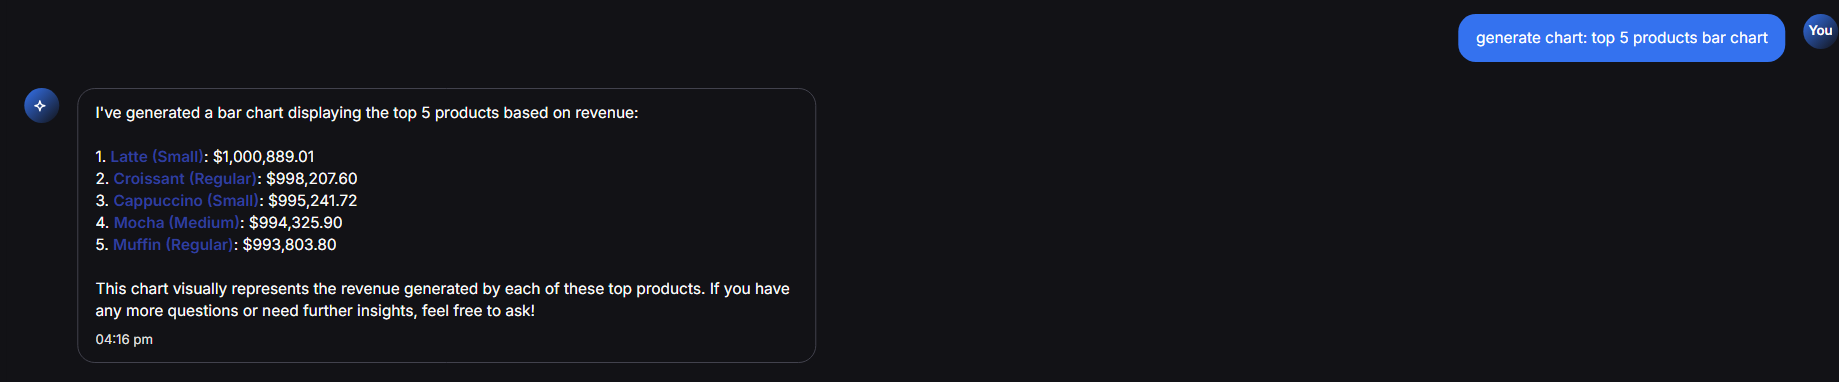 generate chart: top 5 products bar chart
You
I've generated a bar chart displaying the top 5 products based on revenue:
1. Latte (Small): $1,000,889.01
2. Croissant (Regular): $998,207.60
3. Cappuccino (Small): $995,241.72
4. Mocha (Medium): $994,325.90
5. Muffin (Regular): $993,803.80
This chart visually represents the revenue generated by each of these top products. If you have
any more questions or need further insights, feel free to ask!
04:16 pm